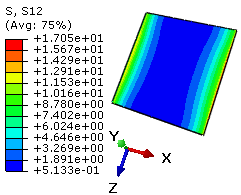 S, S12
(Avg: 75%)
+1.705e+01
+1.567e+01
+1.429e+01
+1.291e+01
+1.153e+01
+1.016e+01
+8.780e+00
+7.402e+00
+6.024e+00
+4.646e+00
+3.269e+00
+1.891e+00
+5.133e-01
Y
X
Z